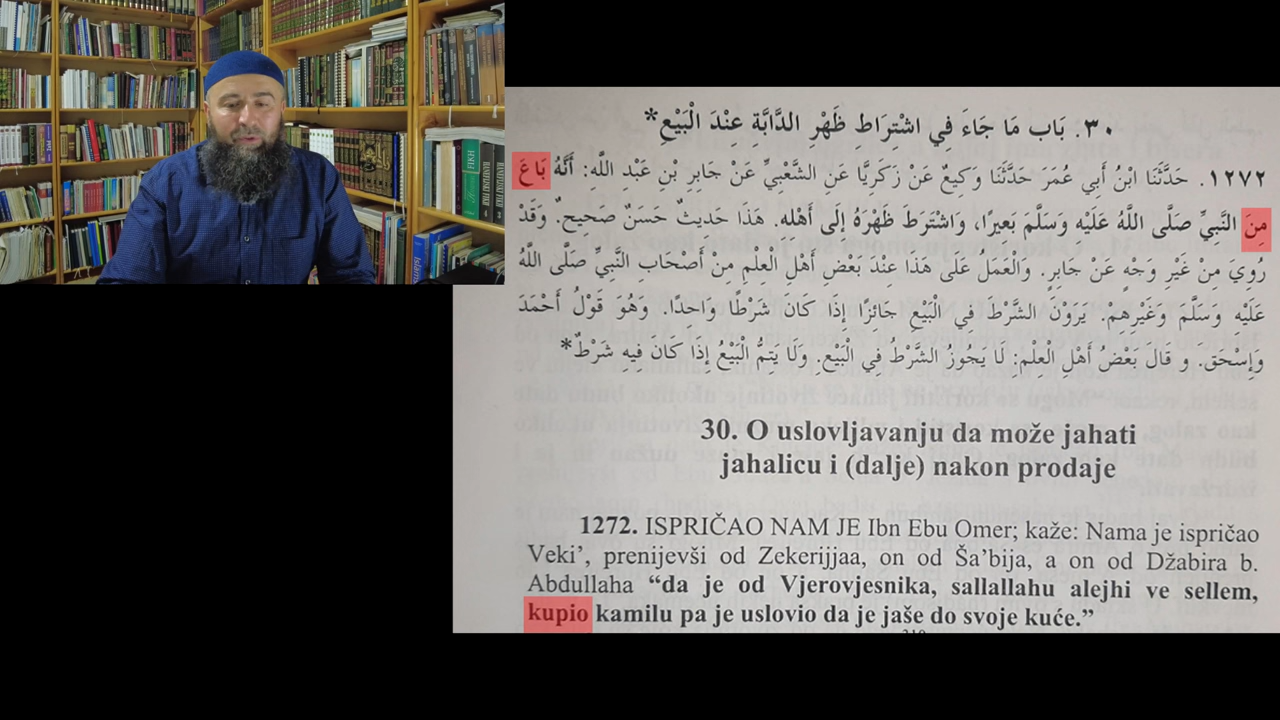 ٣٠. بَاب مَا جَاءَ فِي اشْتِرَاطِ ظَهْرِ الدَّابَّةِ عِنْدَ الْبَيْعِ*
١٢٧٢. حَدَّثَنَا ابْنُ أَبِي عُمَرَ حَدَّثَنَا وَكِيعٌ عَنْ زَكَرِيَّا عَنِ الشَّعْبِيِّ عَنْ جَابِرِ بْنِ عَبْدِ اللَّهِ: أَنَّهُ بَاعَ
مِنَ النَّبِيِّ صَلَّى اللَّهُ عَلَيْهِ وَسَلَّمَ بَعِيرًا، وَاشْتَرَطَ ظَهْرَهُ إِلَى أَهْلِهِ. هَذَا حَدِيثٌ حَسَنٌ صَحِيحٌ. وَقَدْ
رُوِيَ مِنْ غَيْرِ وَجْهٍ عَنْ جَابِرٍ. وَالْعَمَلُ عَلَى هَذَا عِنْدَ بَعْضِ أَهْلِ الْعِلْمِ مِنْ أَصْحَابِ النَّبِيِّ صَلَّى اللَّهُ
عَلَيْهِ وَسَلَّمَ وَغَيْرِهِمْ. يَرَوْنَ الشَّرْطَ فِي الْبَيْعِ جَائِزًا إِذَا كَانَ شَرْطًا وَاحِدًا. وَهُوَ قَوْلُ أَحْمَدَ
وَإِسْحَقَ. و قَالَ بَعْضُ أَهْلِ الْعِلْمِ: لَا يَجُوزُ الشَّرْطُ فِي الْبَيْعِ. وَلَا يَتِمُّ الْبَيْعُ إِذَا كَانَ فِيهِ شَرْطٌ*
30. O uslovljavanju da može jahati
jahalicu i (dalje) nakon prodaje
1272. ISPRIČAO NAM JE Ibn Ebu Omer; kaže: Nama je ispričao
Veki’, prenijevši od Zekerijjaa, on od Ša’bija, a on od Džabira b.
Abdullaha “da je od Vjerovjesnika, sallallahu alejhi ve sellem,
kupio kamilu pa je uslovio da je jaše do svoje kuće.”